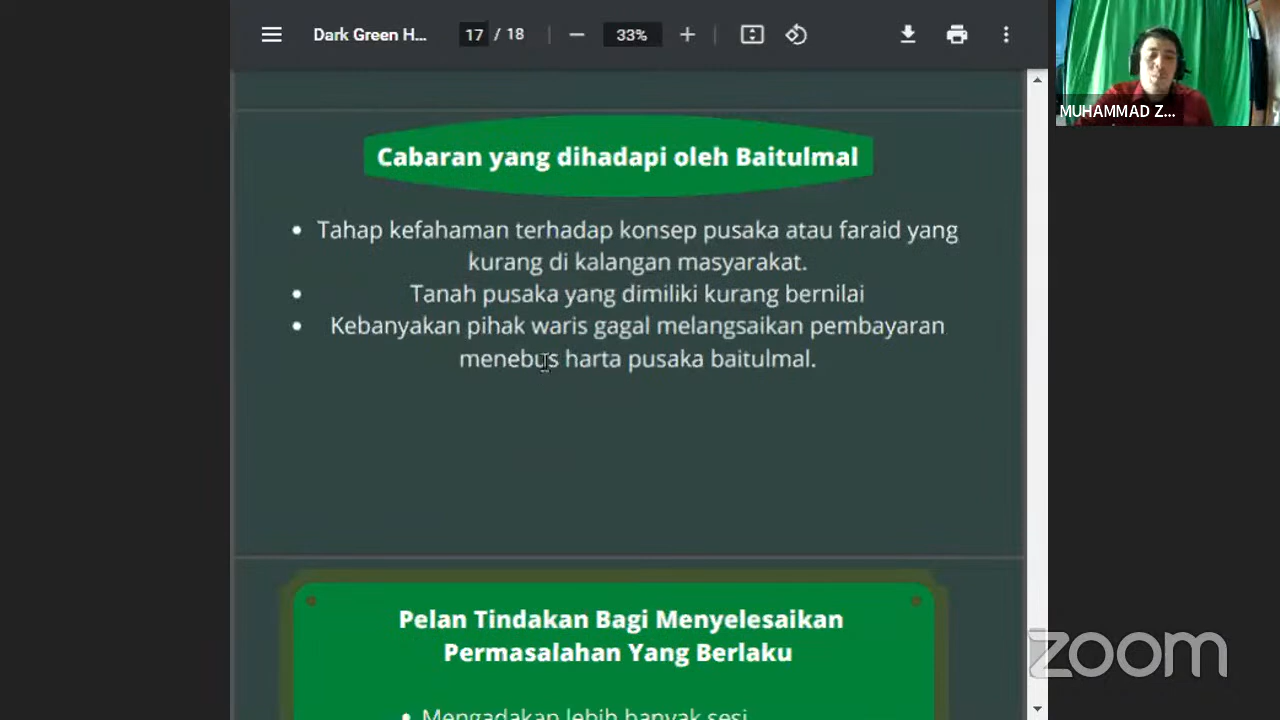 Dark Green H...
17 / 18
33%
MUHAMMAD Z...
Cabaran yang dihadapi oleh Baitulmal
• Tahap kefahaman terhadap konsep pusaka atau faraid yang
kurang di kalangan masyarakat.
• Tanah pusaka yang dimiliki kurang bernilai
• Kebanyakan pihak waris gagal melangsaikan pembayaran
menebus harta pusaka baitulmal.
Pelan Tindakan Bagi Menyelesaikan
Permasalahan Yang Berlaku
• Mengadakan lebih banyak sesi
zoom